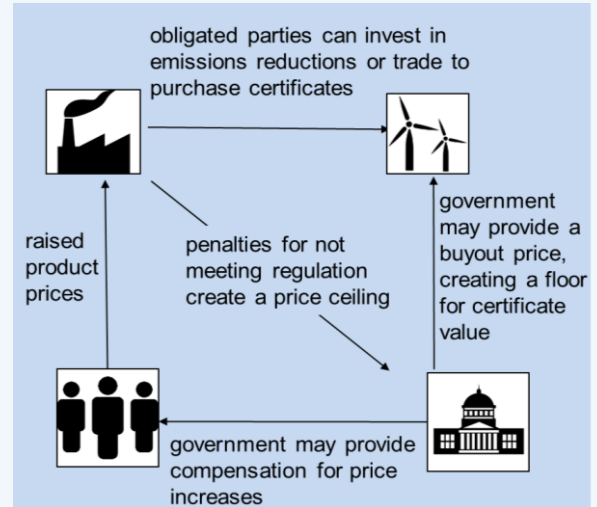 obligated parties can invest in
emissions reductions or trade to
purchase certificates
raised
product
prices
penalties for not
meeting regulation
create a price ceiling
government
may provide a
buyout price,
creating a floor
for certificate
value
government may provide
compensation for price
increases